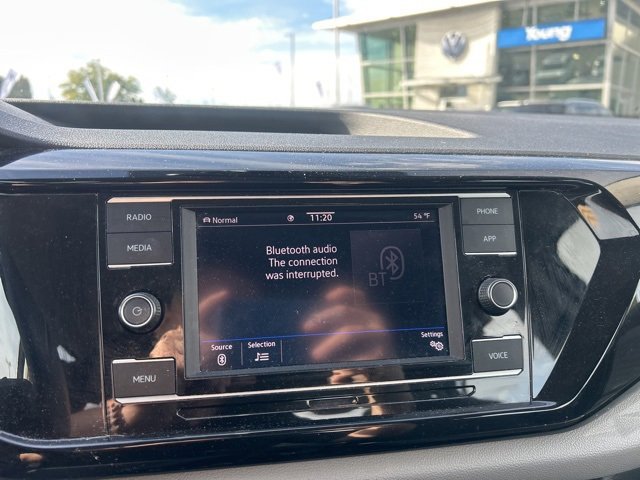 Young
RADIO
MEDIA
MENU
Normal
11:20
54 °F
Bluetooth audio
The connection
was interrupted.
BT
Source
Selection
Settings
PHONE
APP
VOICE